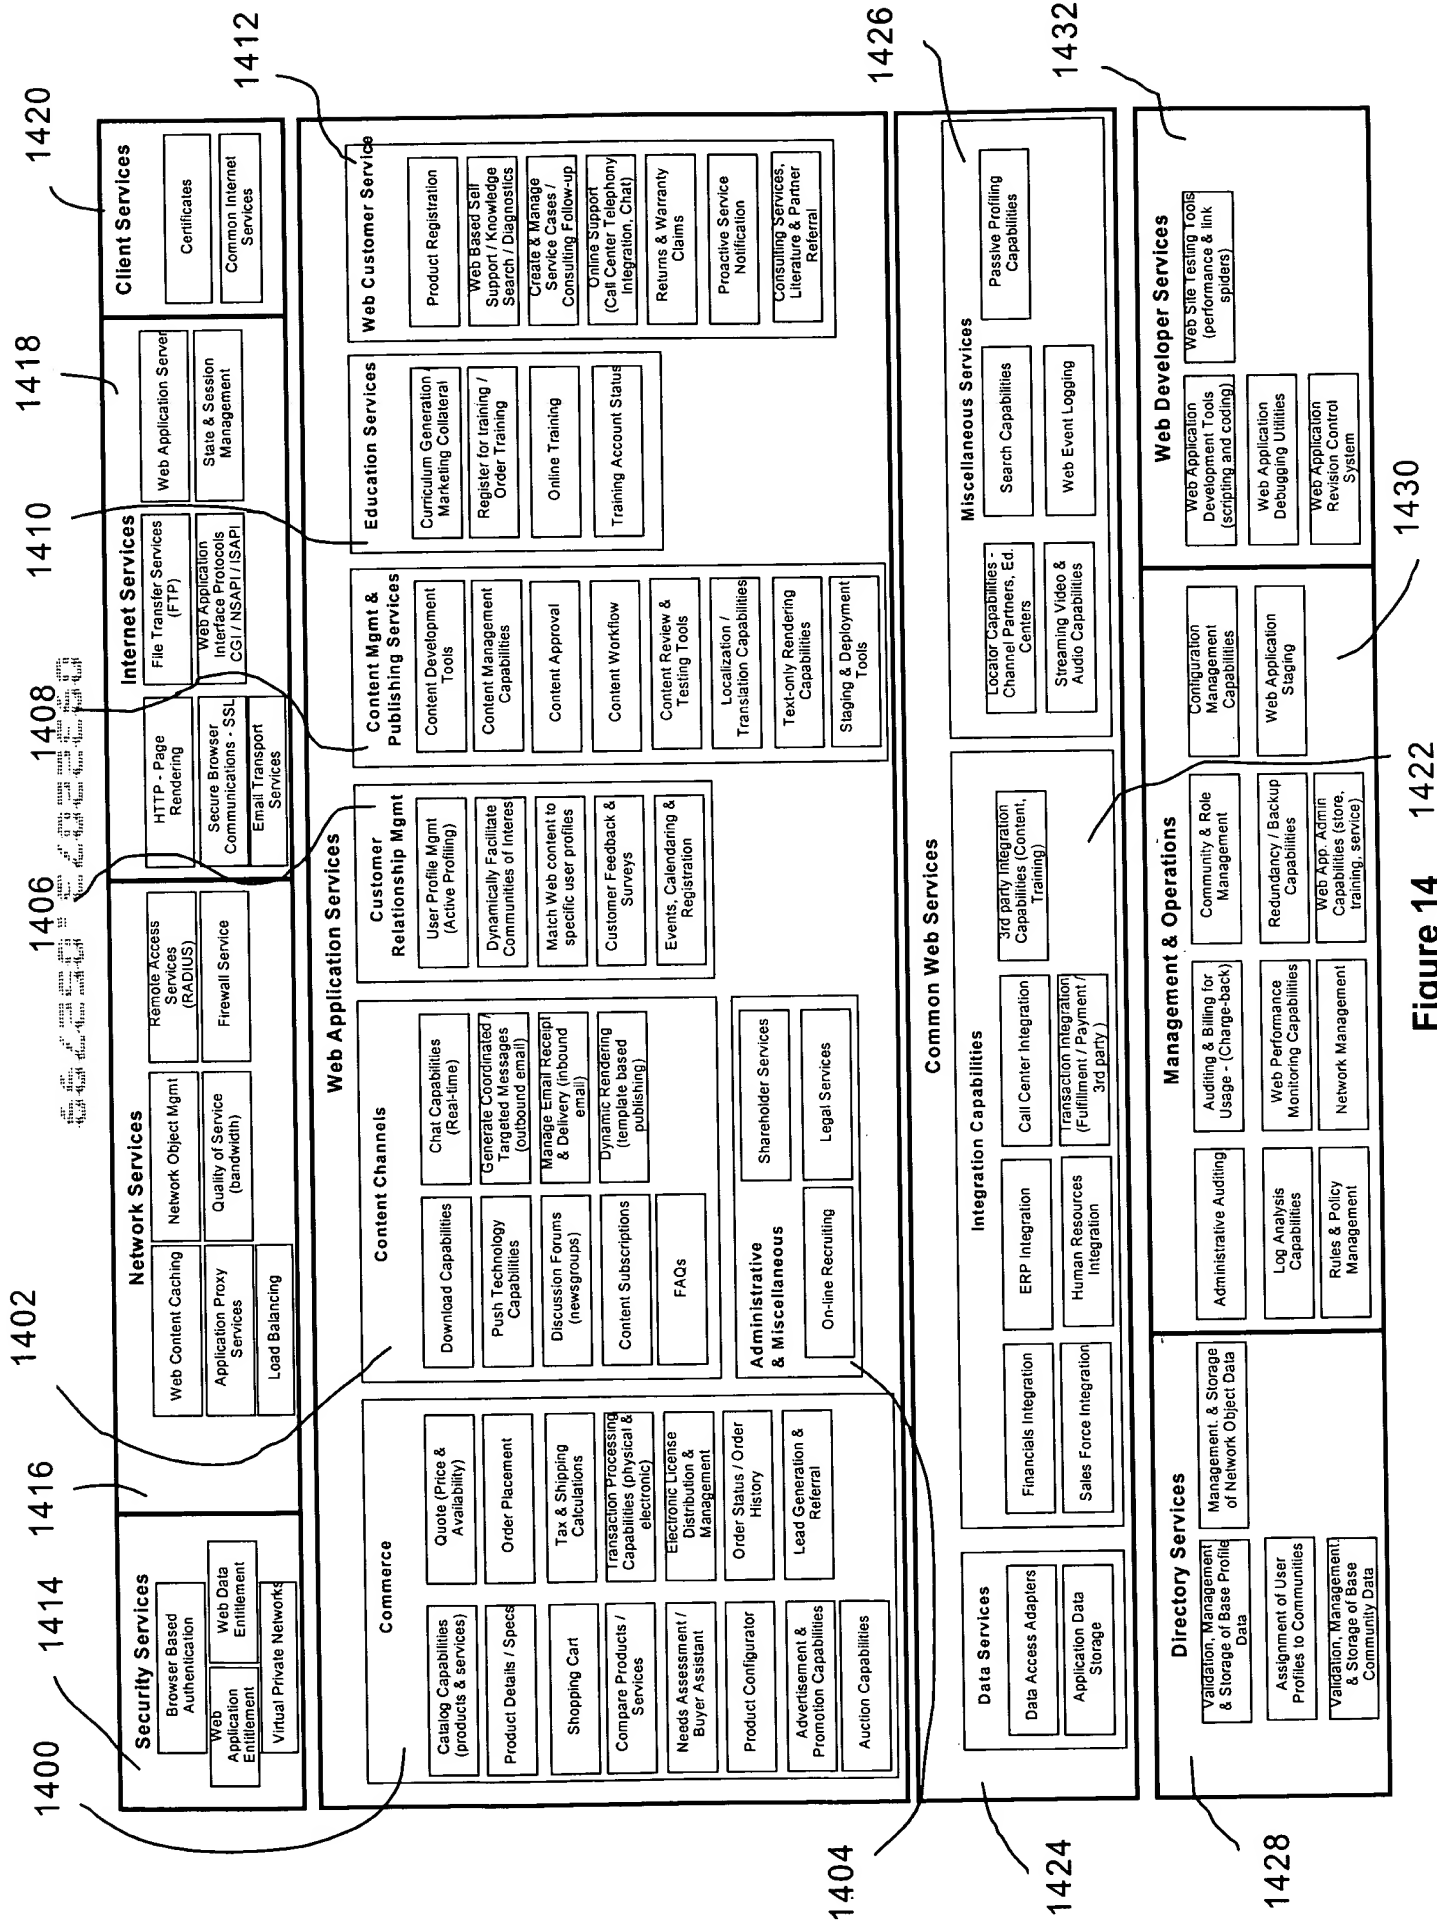 1400
1414
1416
1402
1406
1408
1410
1418
1420
1412
Security Services
Browser Based
Authentication
Web
Application
Entitlement
Web Data
Entitlement
Virtual Private Networks
Network Services
Web Content Caching
Network Object Mgmt
Remote Access
Services
(RADIUS)
Application Proxy
Services
Quality of Service
(bandwidth)
Firewall Service
Load Balancing
Internet Services
HTTP - Page
Rendering
File Transfer Services
(FTP)
Web Application Server
Secure Browser
Communications - SSL
Web Application
Interface Protocols
CGI / NSAPI / ISAPI
State & Session
Management
Email Transport
Services
Client Services
Certificates
Common Internet
Services
Web Application Services
Commerce
Catalog Capabilities
(products & services)
Quote (Price &
Availability)
Product Details / Specs
Order Placement
Shopping Cart
Tax & Shipping
Calculations
Compare Products /
Services
Transaction Processing
Capabilities (physical &
electronic)
Needs Assessment /
Buyer Assistant
Electronic License
Distribution &
Management
Product Configurator
Order Status / Order
History
Advertisement &
Promotion Capabilities
Lead Generation &
Referral
Auction Capabilities
Content Channels
Download Capabilities
Chat Capabilities
(Real-time)
Push Technology
Capabilities
Generate Coordinated /
Targeted Messages
(outbound email)
Discussion Forums
(newsgroups)
Manage Email Receipt
& Delivery (inbound
email)
Content Subscriptions
Dynamic Rendering
(template based
publishing)
FAQs
Administrative
& Miscellaneous
Shareholder Services
On-line Recruiting
Legal Services
Customer
Relationship Mgmt
User Profile Mgmt
(Active Profiling)
Dynamically Facilitate
Communities of Interest
Match Web content to
specific user profiles
Customer Feedback &
Surveys
Events, Calendaring &
Registration
Content Mgmt &
Publishing Services
Content Development
Tools
Content Management
Capabilities
Content Approval
Content Workflow
Content Review &
Testing Tools
Localization /
Translation Capabilities
Text-only Rendering
Capabilities
Staging & Deployment
Tools
Education Services
Curriculum Generation /
Marketing Collateral
Register for training /
Order Training
Online Training
Training Account Status
Web Customer Service
Product Registration
Web Based Self
Support / Knowledge
Search / Diagnostics
Create & Manage
Service Cases /
Consulting Follow-up
Online Support
(Call Center Telephony
Integration, Chat)
Returns & Warranty
Claims
Proactive Service
Notification
Consulting Services,
Literature & Partner
Referral
1404
1426
Common Web Services
Data Services
Data Access Adapters
Application Data
Storage
Integration Capabilities
Financials Integration
ERP Integration
Call Center Integration
3rd party Integration
Capabilities (Content,
Training)
Sales Force Integration
Human Resources
Integration
Transaction Integration
(Fulfillment / Payment /
3rd party )
Miscellaneous Services
Locator Capabilities -
Channel Partners, Ed.
Centers
Search Capabilities
Passive Profiling
Capabilities
Streaming Video &
Audio Capabilities
Web Event Logging
1424
1432
Directory Services
Validation, Management
& Storage of Base Profile
Data
Management. & Storage
of Network Object Data
Assignment of User
Profiles to Communities
Validation, Management,
& Storage of Base
Community Data
Management & Operations
Administrative Auditing
Auditing & Billing for
Usage - (Charge-back)
Community & Role
Management
Configuration
Management
Capabilities
Log Analysis
Capabilities
Web Performance
Monitoring Capabilities
Redundancy / Backup
Capabilities
Web Application
Staging
Rules & Policy
Management
Network Management
Web App. Admin
Capabilities (store,
training, service)
Web Developer Services
Web Application
Development Tools
(scripting and coding)
Web Site Testing Tools
(performance & link
spiders)
Web Application
Debugging Utilities
Web Application
Revision Control
System
1428
1422
1430
Figure 14